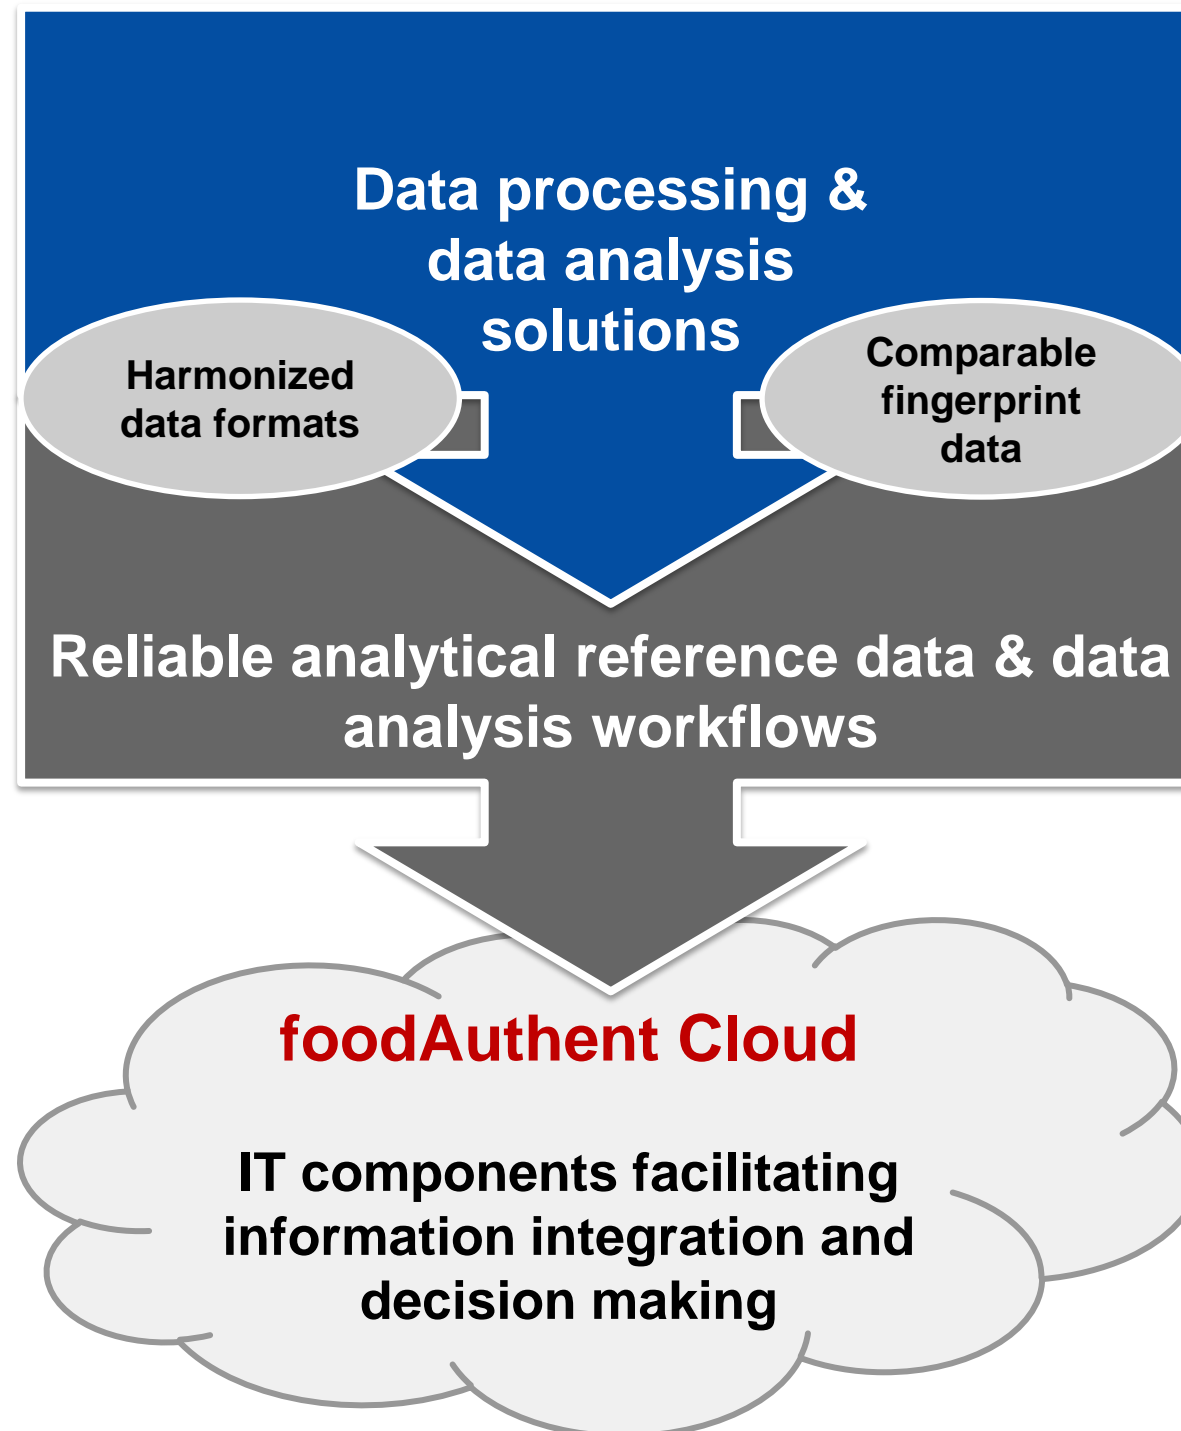 Data processing &
data analysis
solutions
Harmonized
data formats
Comparable
fingerprint
data
Reliable analytical reference data & data
analysis workflows
foodAuthent Cloud
IT components facilitating
information integration and
decision making